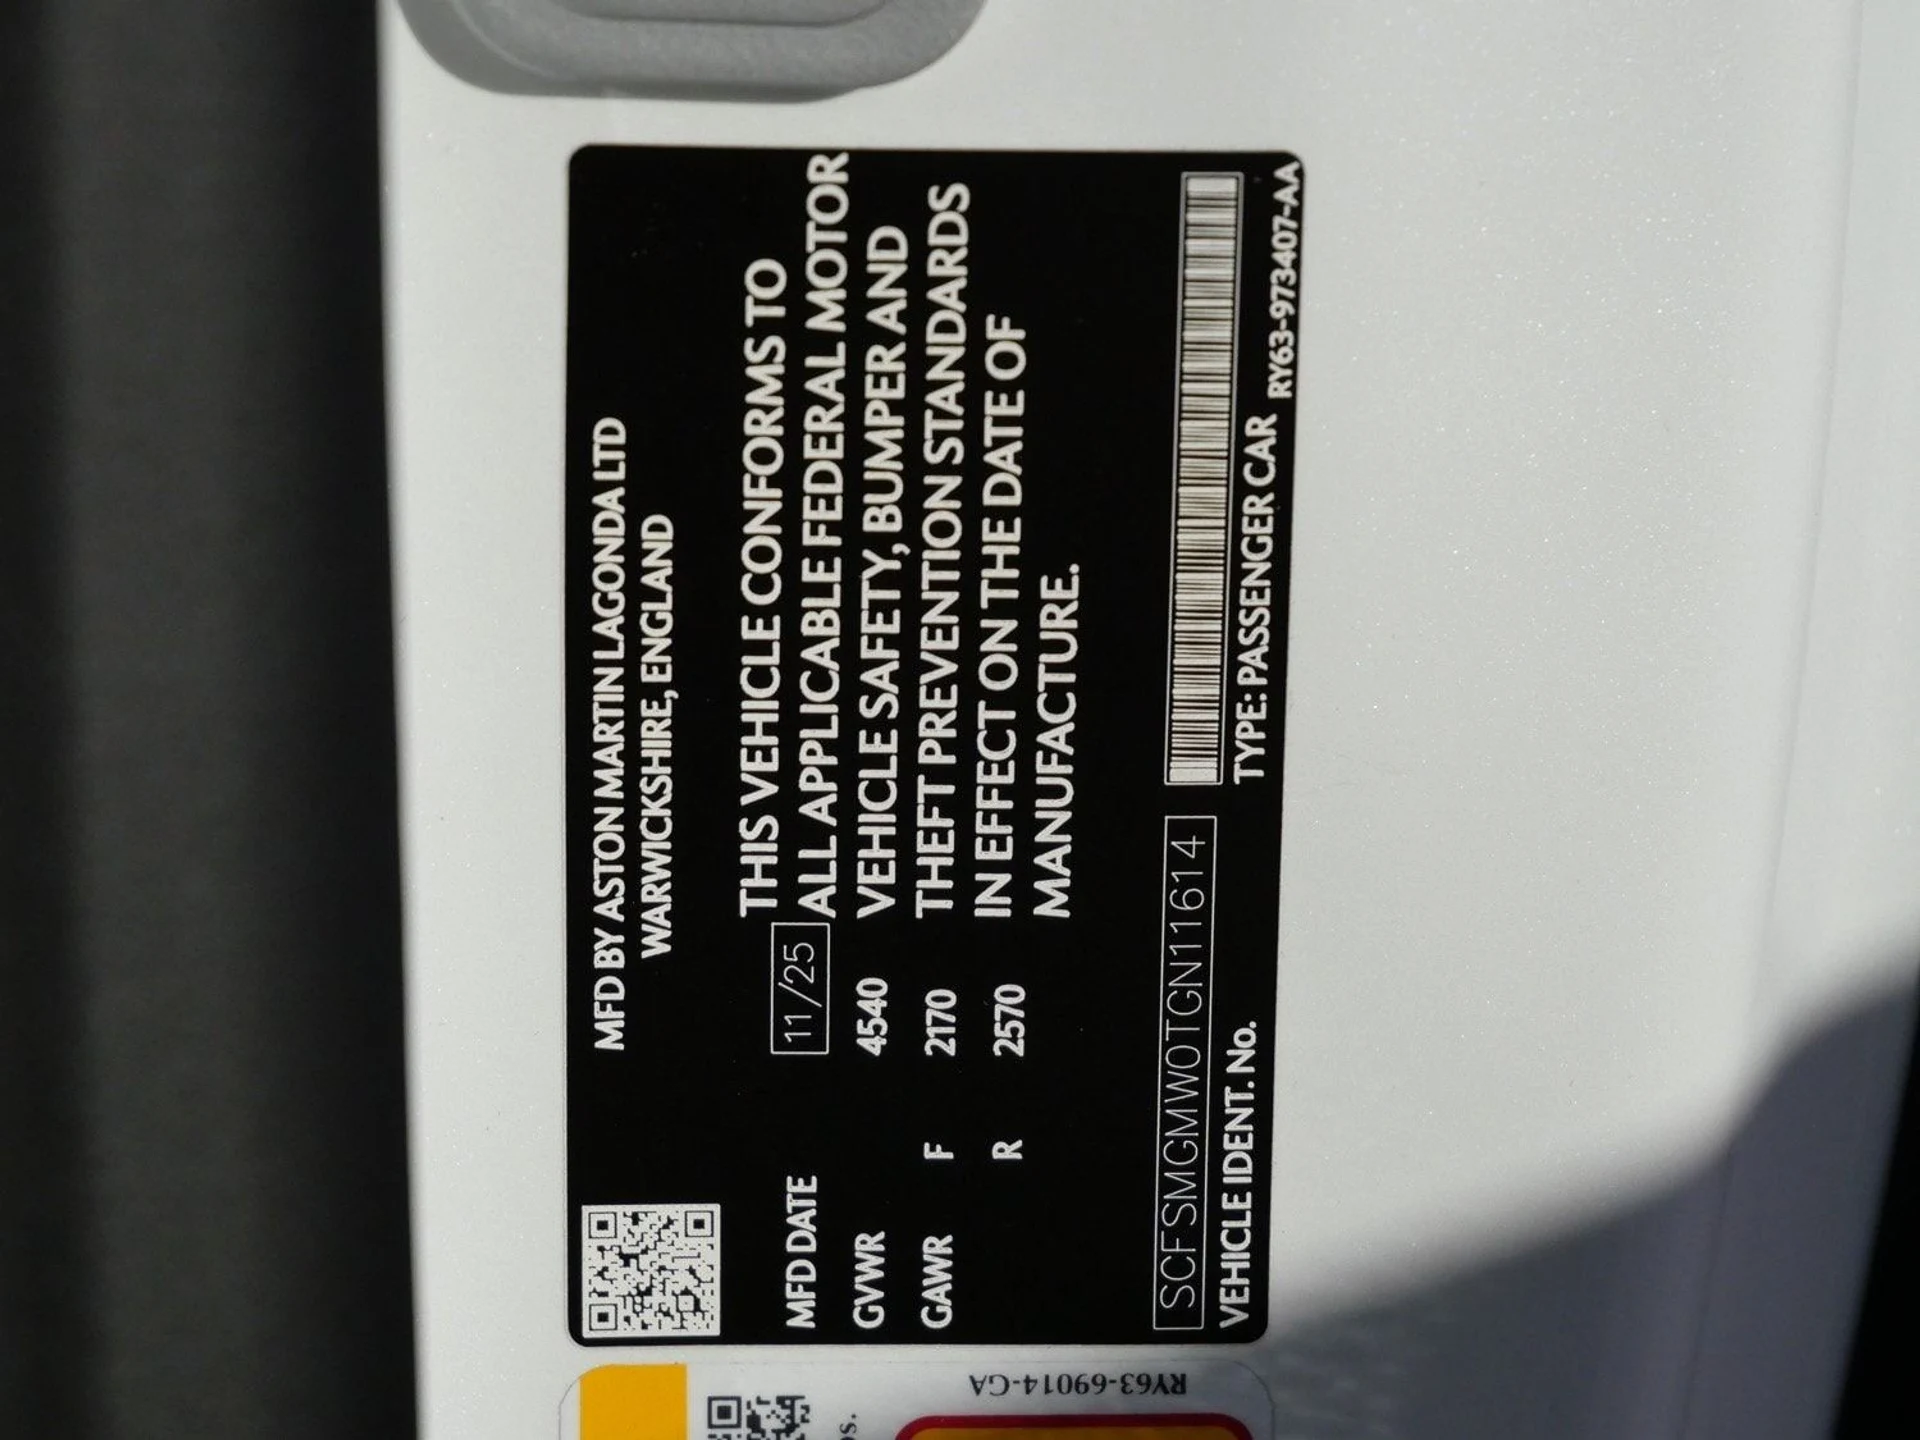 MFD BY ASTON MARTIN LAGONDA LTD
WARWICKSHIRE, ENGLAND
MFD DATE 11/25
GVWR 4540
GAWR F 2170
R 2570
THIS VEHICLE CONFORMS TO
ALL APPLICABLE FEDERAL MOTOR
VEHICLE SAFETY, BUMPER AND
THEFT PREVENTION STANDARDS
IN EFFECT ON THE DATE OF
MANUFACTURE.
SCFSMGMW0TGN11614
VEHICLE IDENT. No.
TYPE: PASSENGER CAR
RY63-973407-AA
RY63-69014-GA